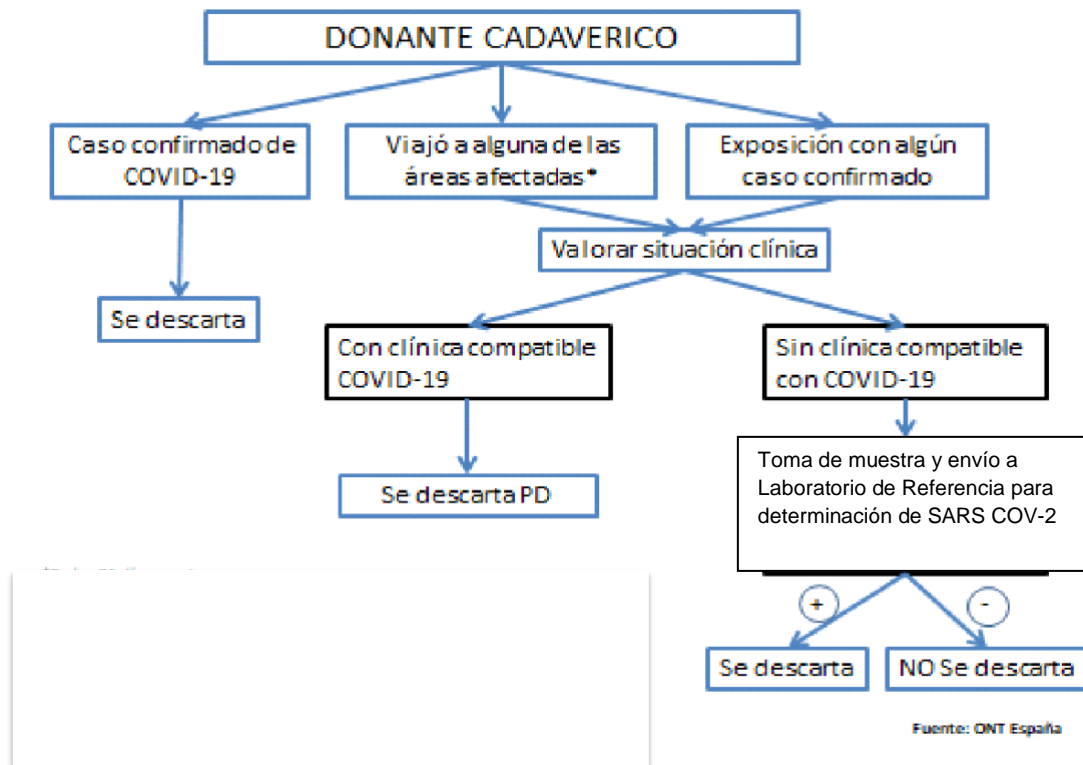 DONANTE CADAVERICO
Caso confirmado de
COVID-19
Viajó a alguna de las
áreas afectadas*
Exposición con algún
caso confirmado
Valorar situación clínica
Se descarta
Con clínica compatible
COVID-19
Sin clínica compatible
con COVID-19
Se descarta PD
Toma de muestra y envío a
Laboratorio de Referencia para
determinación de SARS COV-2
+
-
Se descarta
NO Se descarta
Fuente: ONT España